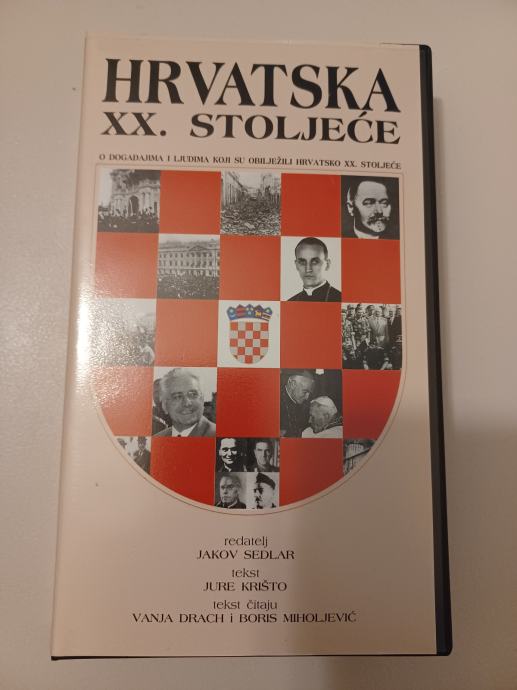 HRVATSKA
XX. STOLJEĆE
O DOGAĐAJIMA I LJUDIMA KOJI SU OBILJEŽILI HRVATSKO XX. STOLJEĆE
redatelj
JAKOV SEDLAR
tekst
JURE KRIŠTO
tekst čitaju
VANJA DRACH i BORIS MIHOLJEVIĆ